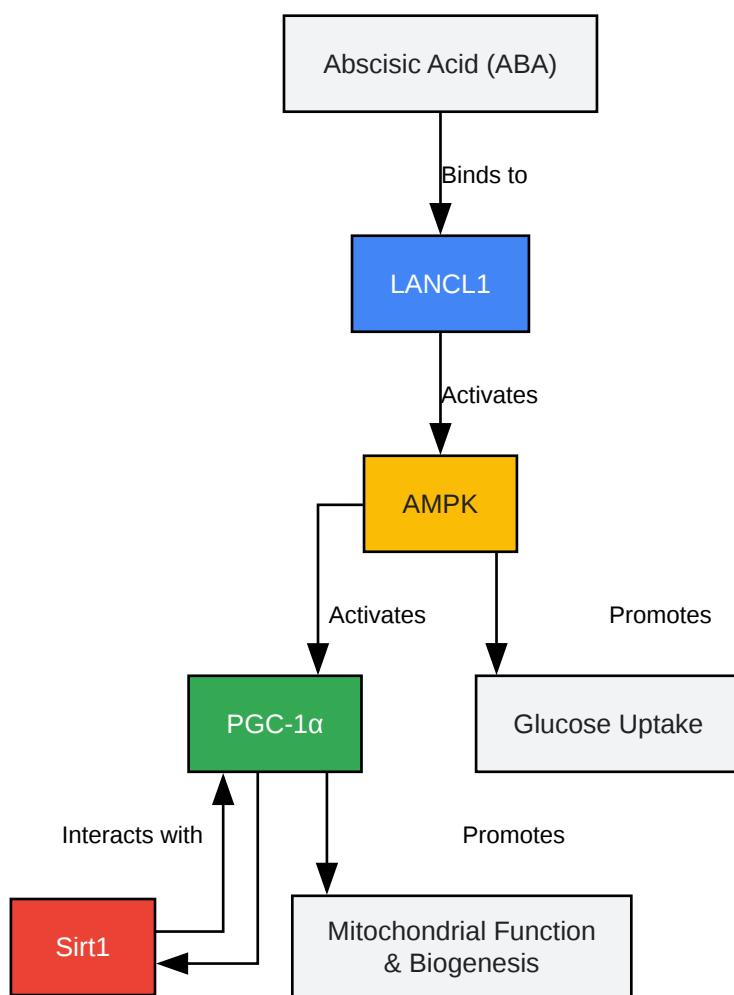 Abscisic Acid (ABA)
Binds to
LANCL1
Activates
AMPK
Activates
Promotes
PGC-1α
Glucose Uptake
Interacts with
Promotes
Sirt1
Mitochondrial Function
& Biogenesis